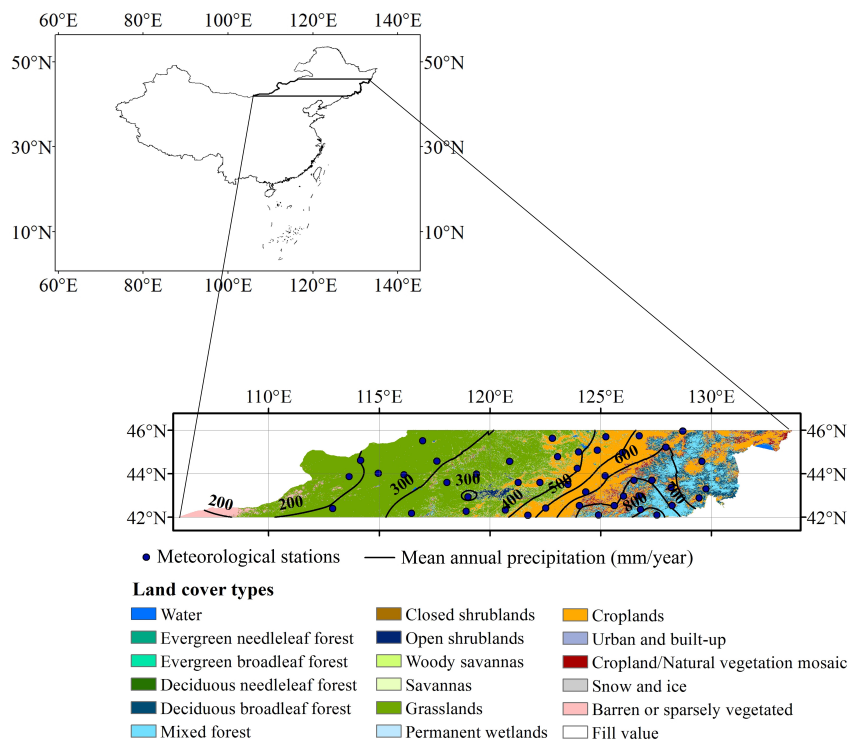 60°E 80°E 100°E 120°E 140°E
50°N 50°N
30°N 30°N
10°N 10°N
60°E 80°E 100°E 120°E 140°E
110°E 115°E 120°E 125°E 130°E
46°N 46°N
600
44°N 300 300 500 44°N
200 200 400 800
42°N 42°N
Meteorological stations Mean annual precipitation (mm/year)
Land cover types
Water Closed shrublands Croplands
Evergreen needleleaf forest Open shrublands Urban and built-up
Evergreen broadleaf forest Woody savannas Cropland/Natural vegetation mosaic
Deciduous needleleaf forest Savannas Snow and ice
Deciduous broadleaf forest Grasslands Barren or sparsely vegetated
Mixed forest Permanent wetlands Fill value